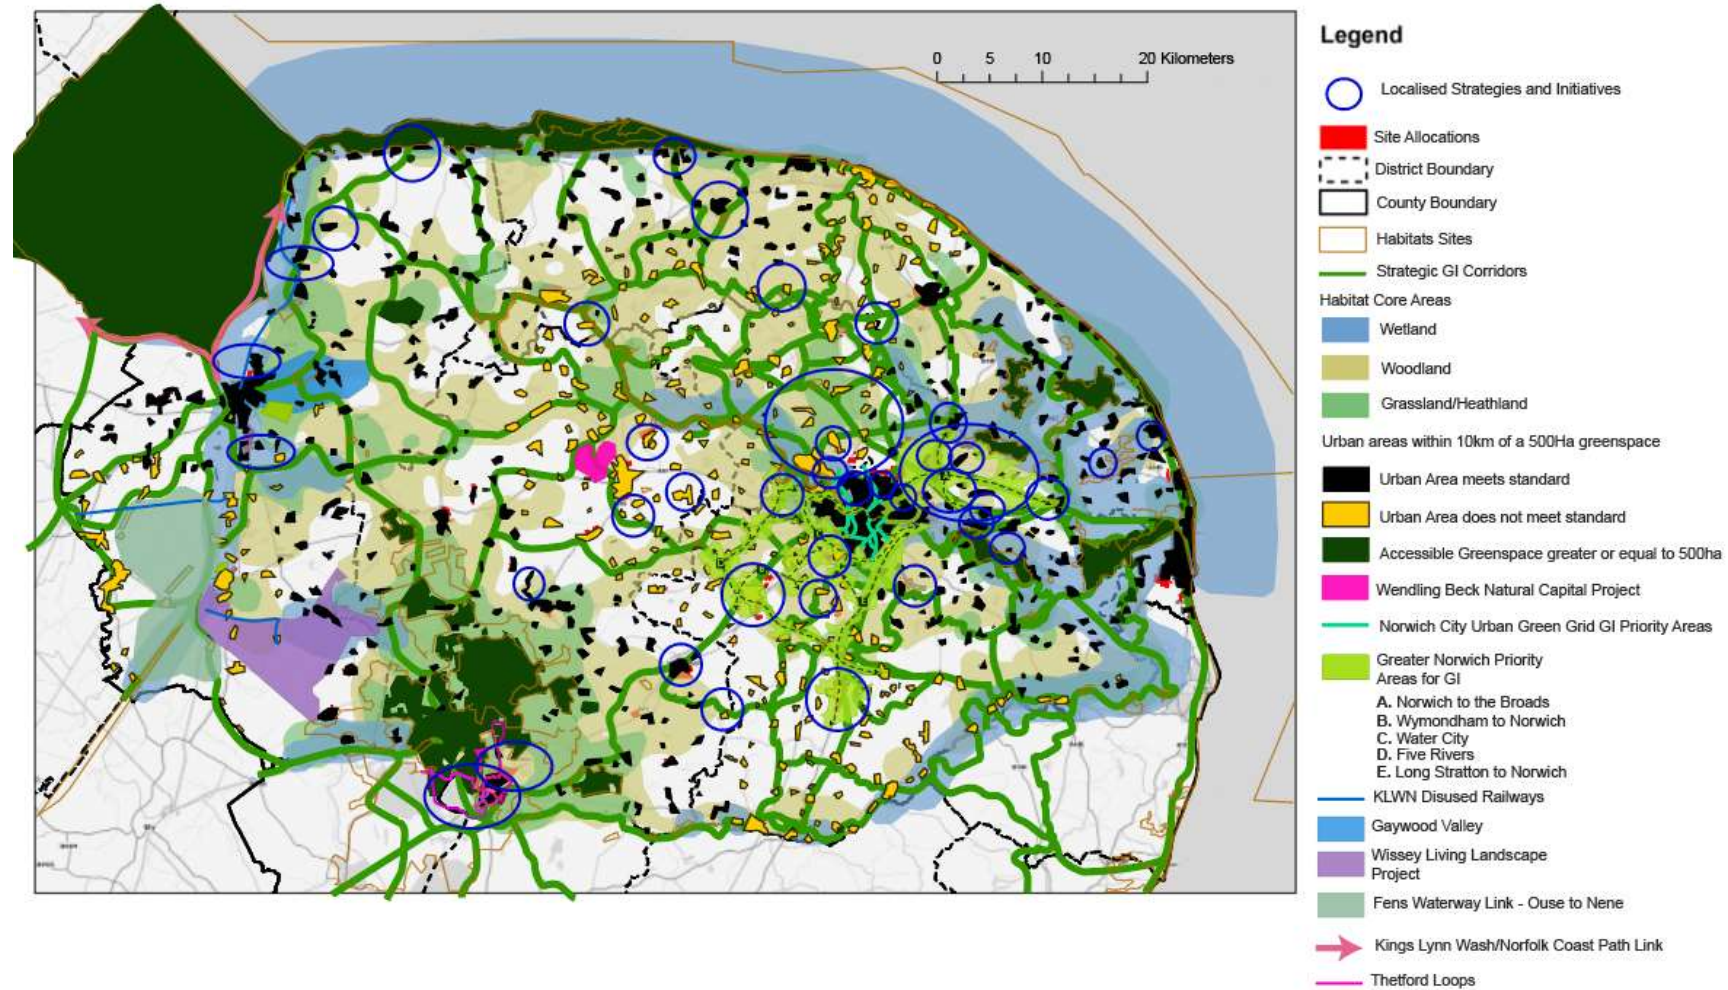 0 5 10 20 Kilometers
Legend
Localised Strategies and Initiatives
Site Allocations
District Boundary
County Boundary
Habitats Sites
Strategic GI Corridors
Habitat Core Areas
Wetland
Woodland
Grassland/Heathland
Urban areas within 10km of a 500Ha greenspace
Urban Area meets standard
Urban Area does not meet standard
Accessible Greenspace greater or equal to 500ha
Wendling Beck Natural Capital Project
Norwich City Urban Green Grid GI Priority Areas
Greater Norwich Priority
Areas for GI
A. Norwich to the Broads
B. Wymondham to Norwich
C. Water City
D. Five Rivers
E. Long Stratton to Norwich
KLWN Disused Railways
Gaywood Valley
Wissey Living Landscape
Project
Fens Waterway Link - Ouse to Nene
Kings Lynn Wash/Norfolk Coast Path Link
Thetford Loops